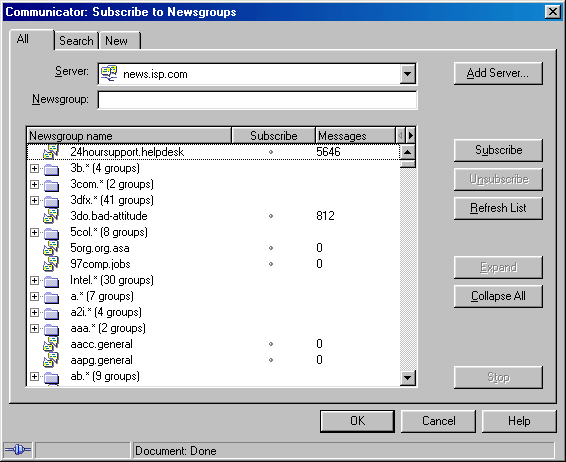 Communicator: Subscribe to Newsgroups
All Search New
Server: news.isp.com Add Server...
Newsgroup:
Newsgroup name Subscribe Messages
24hoursupport.helpdesk 5646
3b.* (4 groups)
3com.* (2 groups)
3dfx.* (41 groups)
3do.bad-attitude 812
5col.* (8 groups)
5org.org.asa 0
97comp.jobs 0
Intel.* (30 groups)
a.* (7 groups)
a2i.* (4 groups)
aaa.* (2 groups)
aacc.general 0
aapg.general 0
ab.* (9 groups)
Subscribe
Unsubscribe
Refresh List
Expand
Collapse All
Stop
OK Cancel Help
Document: Done